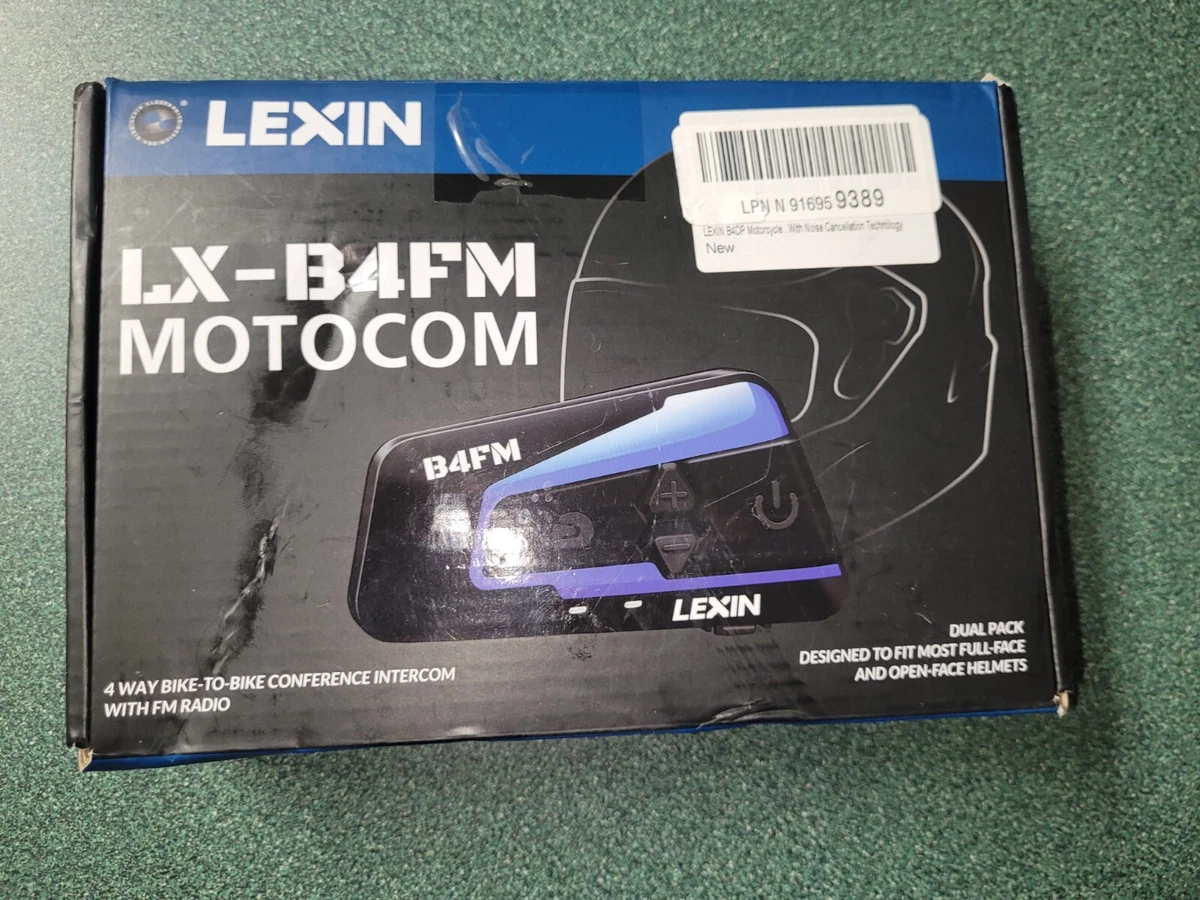 LEXIN
LPN N 91695 9389
LEXIN B4DP Motorcycle...With Noise Cancellation Technology
New
LX-B4FM
MOTOCOM
B4FM
LEXIN
4 WAY BIKE-TO-BIKE CONFERENCE INTERCOM
WITH FM RADIO
DUAL PACK
DESIGNED TO FIT MOST FULL-FACE
AND OPEN-FACE HELMETS